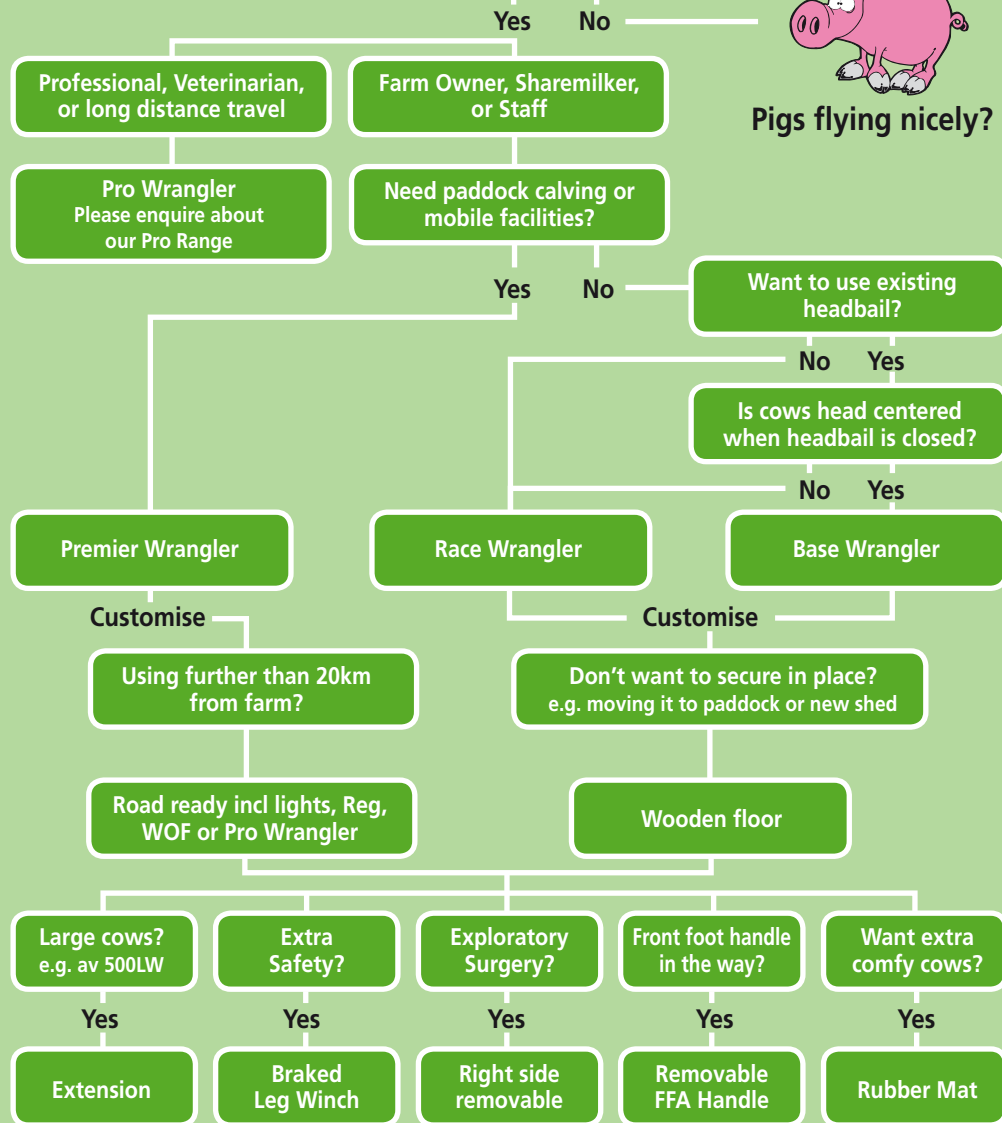 Yes No
Pigs flying nicely?
Professional, Veterinarian,
or long distance travel
Farm Owner, Sharemilker,
or Staff
Pro Wrangler
Please enquire about
our Pro Range
Need paddock calving or
mobile facilities?
Yes No
Want to use existing
headbail?
No Yes
Is cows head centered
when headbail is closed?
No Yes
Premier Wrangler
Race Wrangler
Base Wrangler
Customise
Customise
Using further than 20km
from farm?
Don't want to secure in place?
e.g. moving it to paddock or new shed
Road ready incl lights, Reg,
WOF or Pro Wrangler
Wooden floor
Large cows?
e.g. av 500LW
Extra
Safety?
Exploratory
Surgery?
Front foot handle
in the way?
Want extra
comfy cows?
Yes
Yes
Yes
Yes
Yes
Extension
Braked
Leg Winch
Right side
removable
Removable
FFA Handle
Rubber Mat